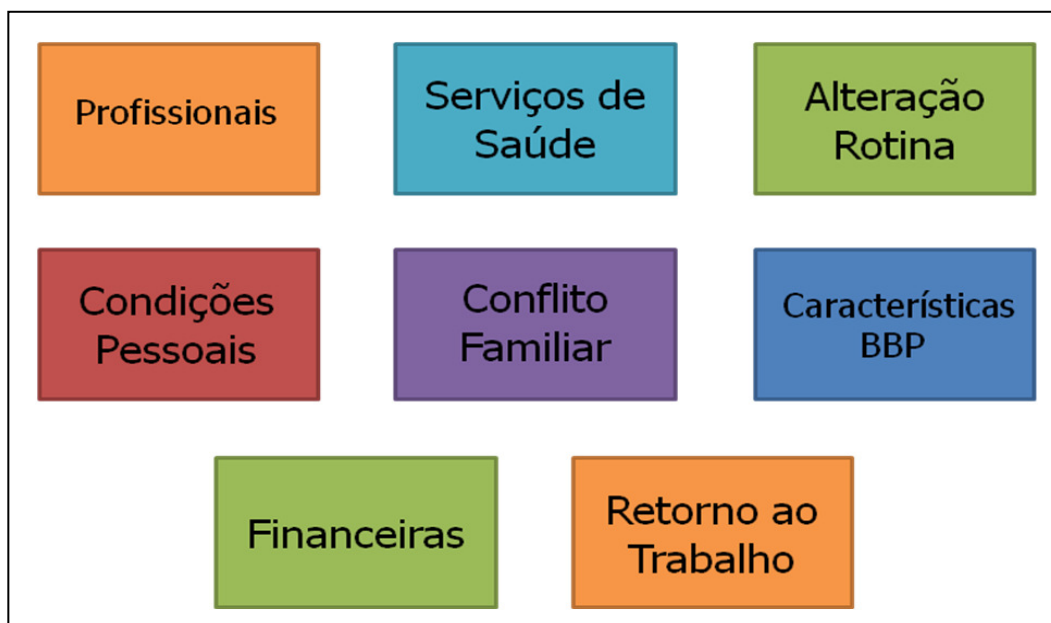 Profissionais
Serviços de
Saúde
Alteração
Rotina
Condições
Pessoais
Conflito
Familiar
Características
BBP
Financeiras
Retorno ao
Trabalho